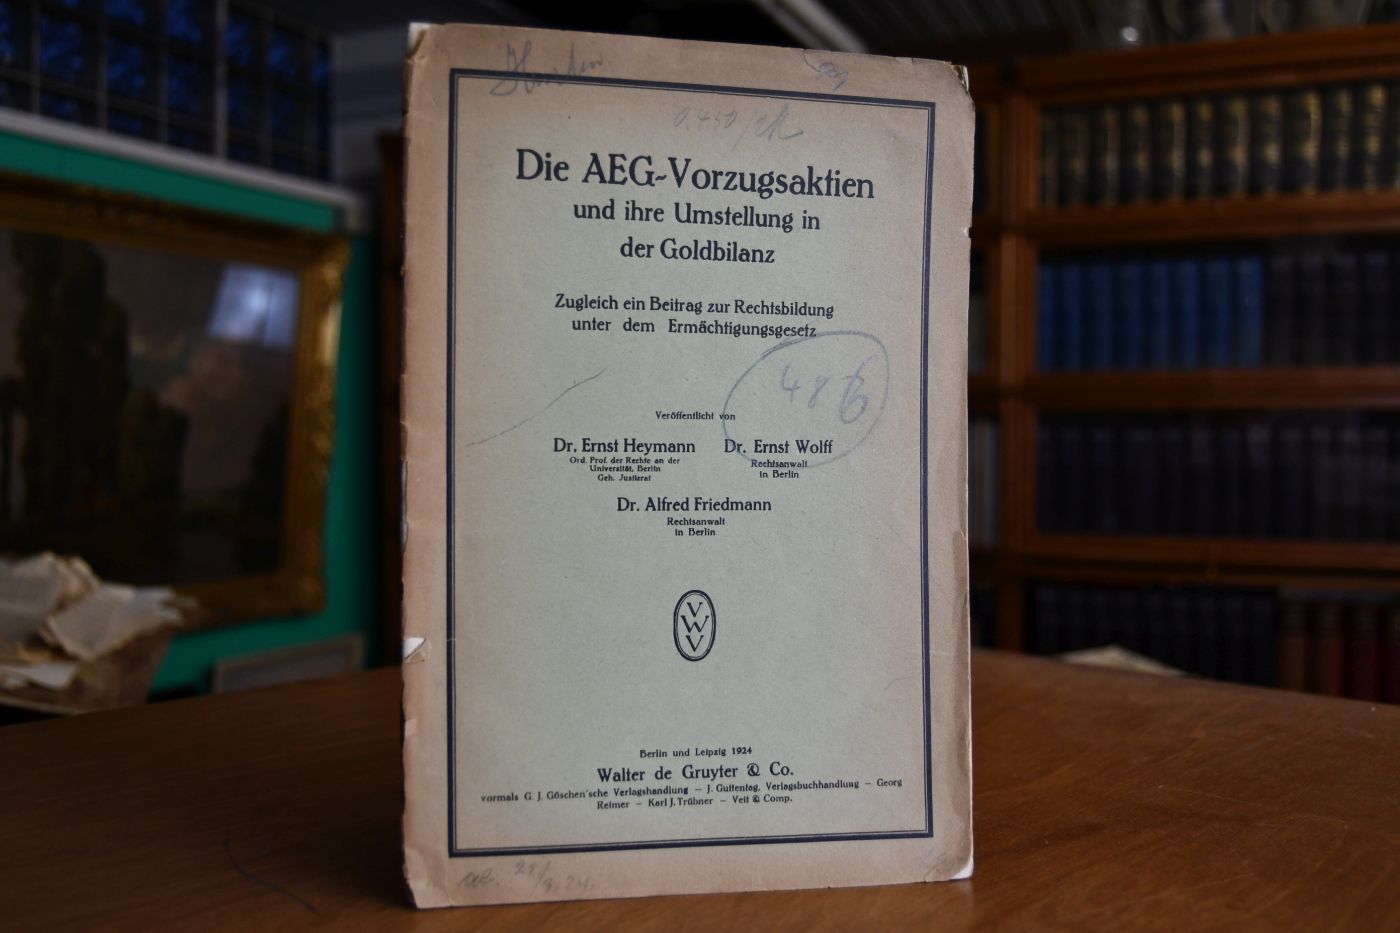 Die AEG-Vorzugsaktien
und ihre Umstellung in
der Goldbilanz
Zugleich ein Beitrag zur Rechtsbildung
unter dem Ermächtigungsgesetz
48
Veröffentlicht von
Dr. Ernst Heymann Dr. Ernst Wolff
Ord. Prof. der Rechte an der Rechtsanwalt
Universität, Berlin in Berlin
Geh. Justizrat
Dr. Alfred Friedmann
Rechtsanwalt
in Berlin
V
W
V
Berlin und Leipzig 1924
Walter de Gruyter & Co.
vormals G. J. Göschen'sche Verlagshandlung — J. Guttentag, Verlagsbuchhandlung — Georg
Reimer — Karl J. Trübner — Veit & Comp.